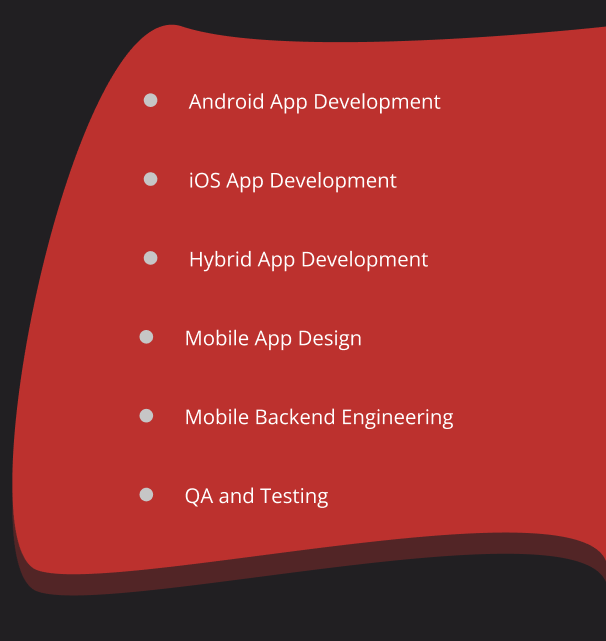 Android App Development
iOS App Development
Hybrid App Development
Mobile App Design
Mobile Backend Engineering
QA and Testing